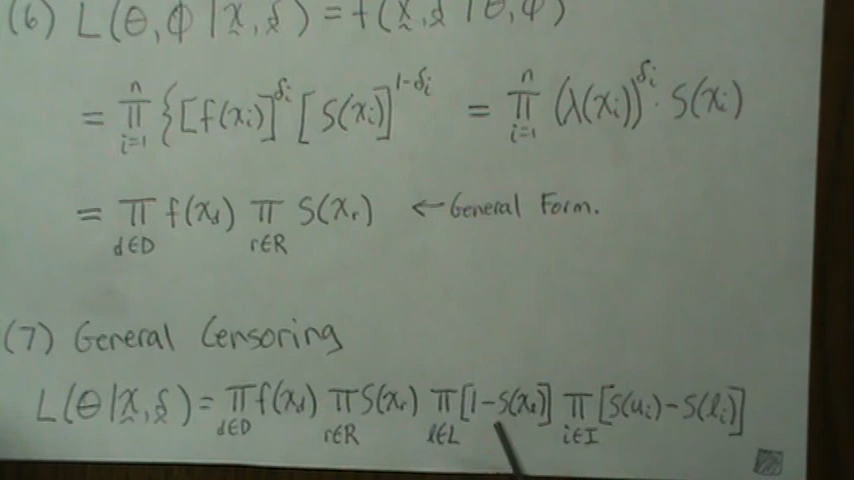 (6) L(θ, φ | x̰, δ̰) = f(x̰, δ̰ | θ, φ)
= ∏_{i=1}^{n} {[f(x_i)]^{δ_i} [S(x_i)]^{1-δ_i} = ∏_{i=1}^{n} (λ(x_i))^{δ_i} · S(x_i)
= ∏_{d∈D} f(x_d) ∏_{r∈R} S(x_r) ← General Form.
(7) General Censoring
L(θ | x̰, δ̰) = ∏_{d∈D} f(x_d) ∏_{r∈R} S(x_r) ∏_{l∈L} [1-S(x_l)] ∏_{i∈I} [S(u_i) - S(l_i)]